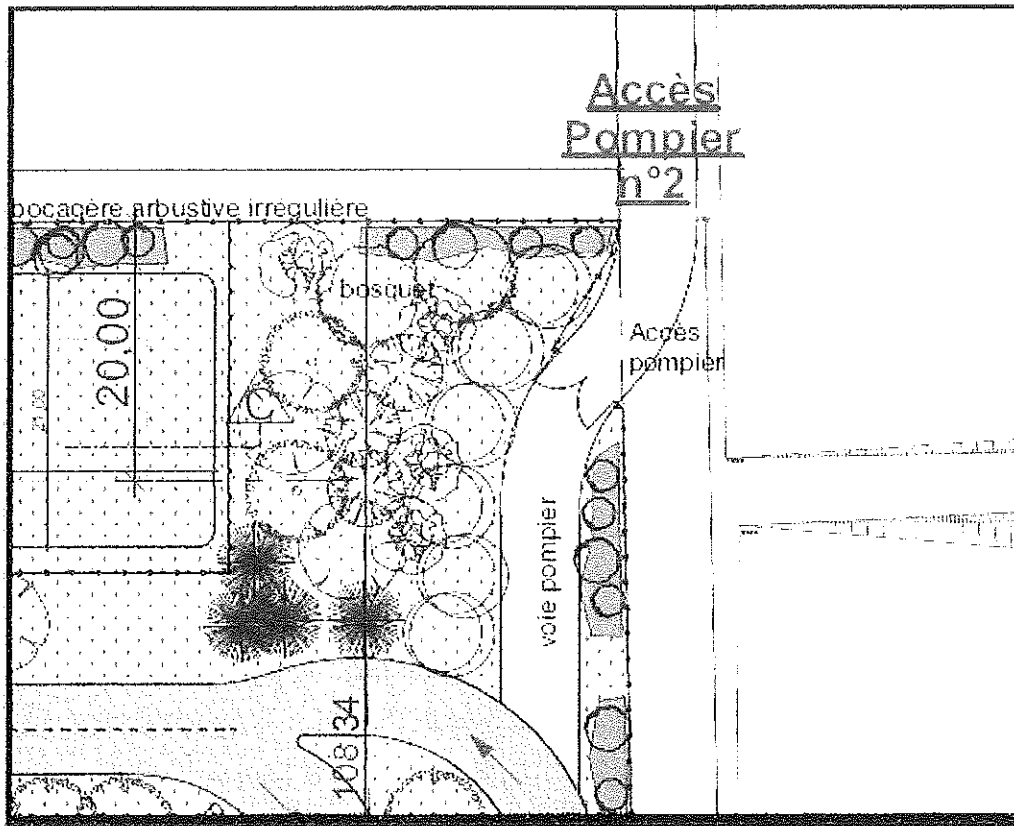 Accès
Pompier
n°2
bocagère arbustive irrégulière
bosquet
Accès
pompier
20.00
voie pompier
108 34